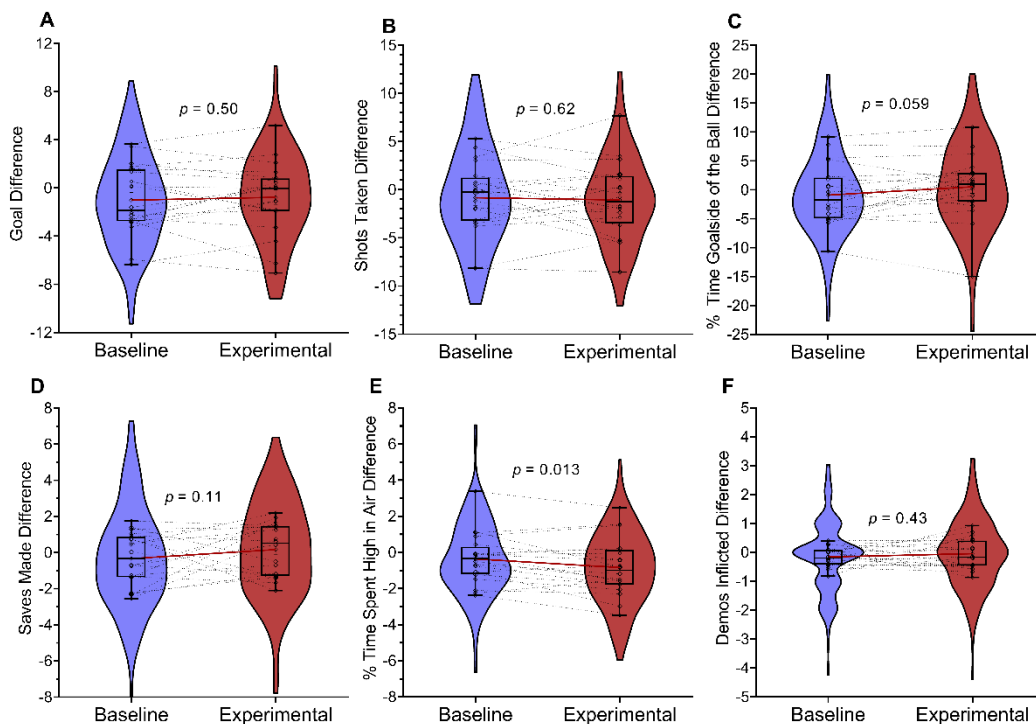 A
Goal Difference
12
8
4
0
-4
-8
-12
p = 0.50
Baseline
Experimental
B
Shots Taken Difference
15
10
5
0
-5
-10
-15
p = 0.62
Baseline
Experimental
C
% Time Goalside of the Ball Difference
25
20
15
10
5
0
-5
-10
-15
-20
-25
p = 0.059
Baseline
Experimental
D
Saves Made Difference
8
6
4
2
0
-2
-4
-6
-8
p = 0.11
Baseline
Experimental
E
% Time Spent High in Air Difference
8
6
4
2
0
-2
-4
-6
-8
p = 0.013
Baseline
Experimental
F
Demos Inflicted Difference
5
4
3
2
1
0
-1
-2
-3
-4
-5
p = 0.43
Baseline
Experimental